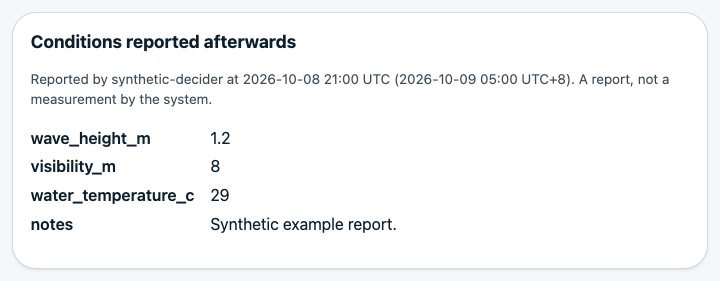 Conditions reported afterwards
Reported by synthetic-decider at 2026-10-08 21:00 UTC (2026-10-09 05:00 UTC+8). A report, not a
measurement by the system.
wave_height_m 1.2
visibility_m 8
water_temperature_c 29
notes Synthetic example report.